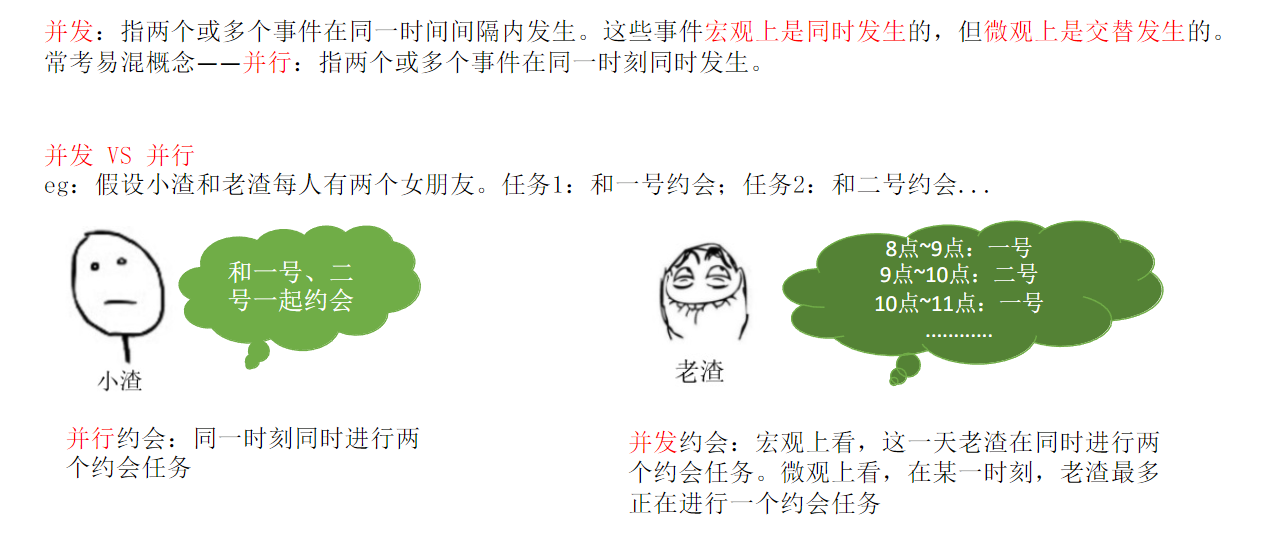 并发：指两个或多个事件在同一时间间隔内发生。这些事件宏观上是同时发生的，但微观上是交替发生的。
常考易混概念——并行：指两个或多个事件在同一时刻同时发生。
并发 VS 并行
eg：假设小渣和老渣每人有两个女朋友。任务1：和一号约会；任务2：和二号约会...
和一号、二
号一起约会
小渣
并行约会：同一时刻同时进行两
个约会任务
8点~9点：一号
9点~10点：二号
10点~11点：一号
…………
老渣
并发约会：宏观上看，这一天老渣在同时进行两
个约会任务。微观上看，在某一时刻，老渣最多
正在进行一个约会任务